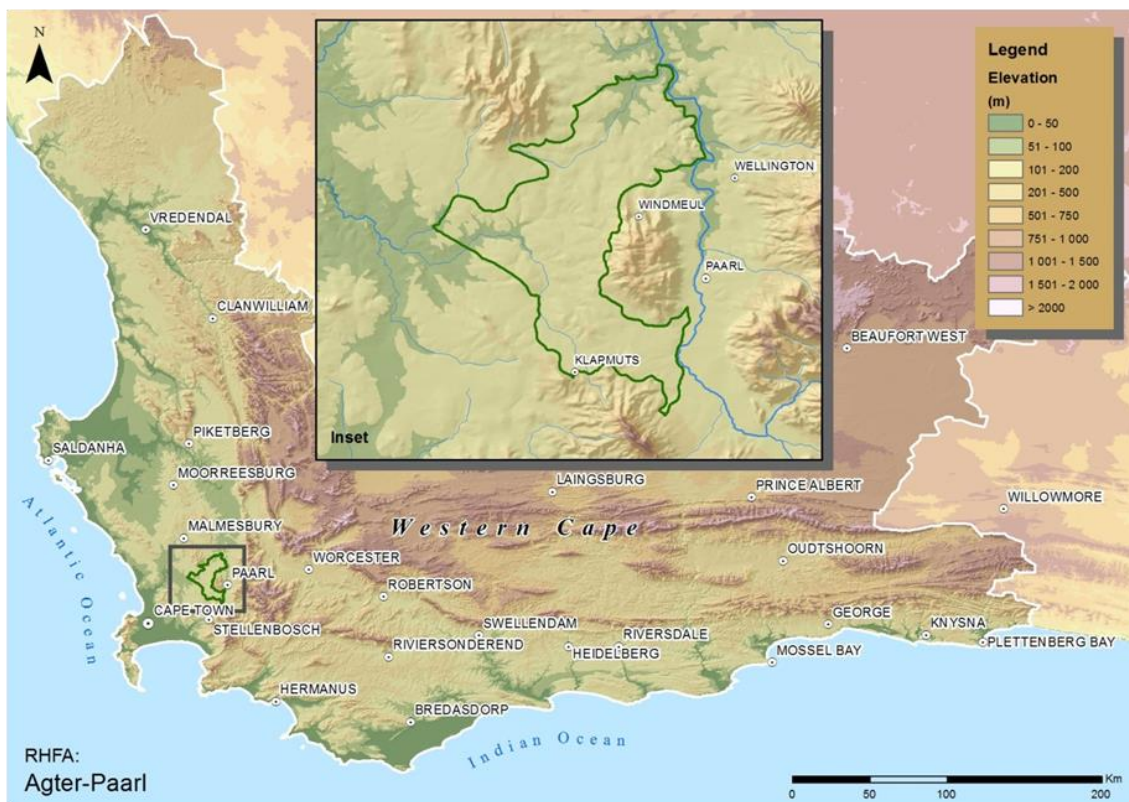 N
Legend
Elevation
(m)
0 - 50
51 - 100
101 - 200
201 - 500
501 - 750
751 - 1 000
1 001 - 1 500
1 501 - 2 000
> 2000
WELLINGTON
WINDMEUL
PAARL
KLAPMUTS
Inset
VREDENDAL
CLANWILLIAM
BEAUFORT WEST
PIKETBERG
SALDANHA
MOORREESBURG
LAINGSBURG
PRINCE ALBERT
WILLOWMORE
Atlantic Ocean
MALMESBURY
Western Cape
WORCESTER
OUDTSHOORN
PAARL
ROBERTSON
CAPE TOWN
STELLENBOSCH
SWELLENDAM
RIVERSDALE
GEORGE
KNYSNA
RIVIERSONDEREND
HEIDELBERG
MOSSEL BAY
PLETTENBERG BAY
HERMANUS
BREDASDORP
Indian Ocean
RHFA:
Agter-Paarl
Km
0 50 100 200